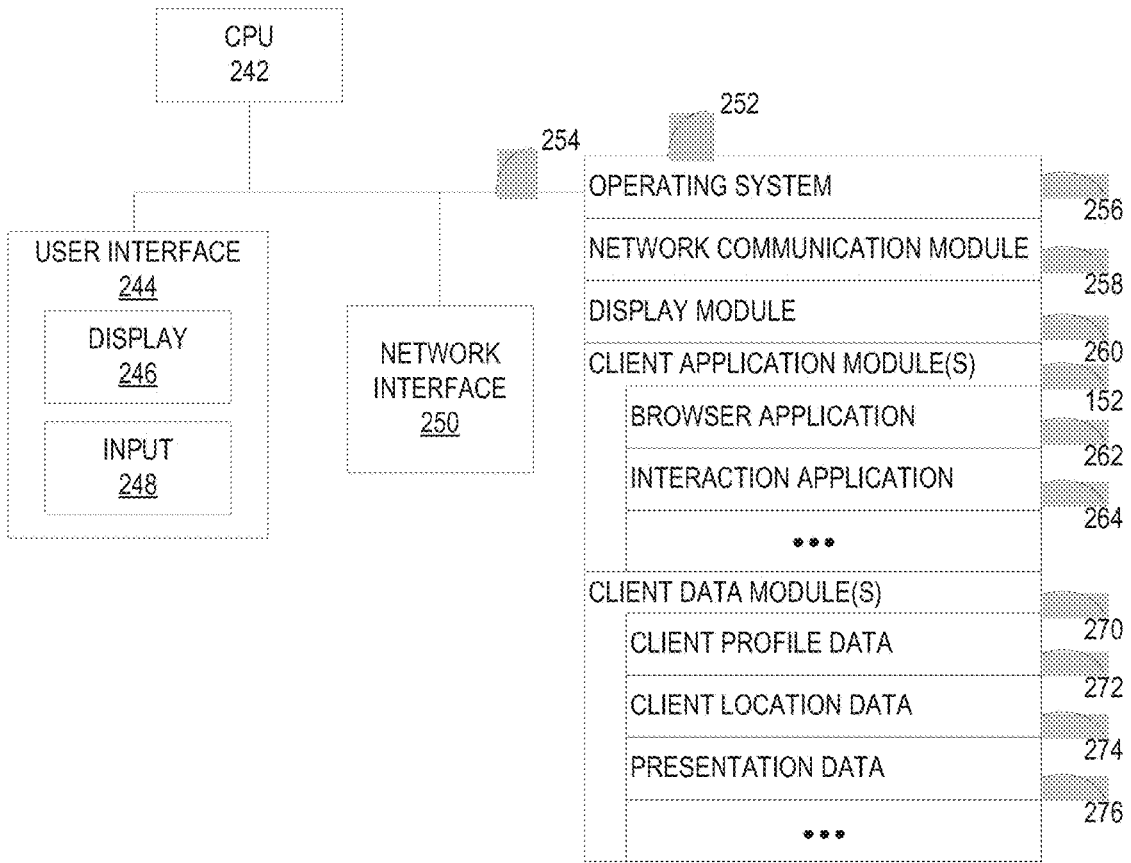 CPU
242
252
254
OPERATING SYSTEM
256
USER INTERFACE
244
NETWORK COMMUNICATION MODULE
258
DISPLAY
246
DISPLAY MODULE
260
NETWORK
INTERFACE
250
CLIENT APPLICATION MODULE(S)
152
INPUT
248
BROWSER APPLICATION
262
INTERACTION APPLICATION
264
•••
CLIENT DATA MODULE(S)
270
CLIENT PROFILE DATA
272
CLIENT LOCATION DATA
274
PRESENTATION DATA
276
•••